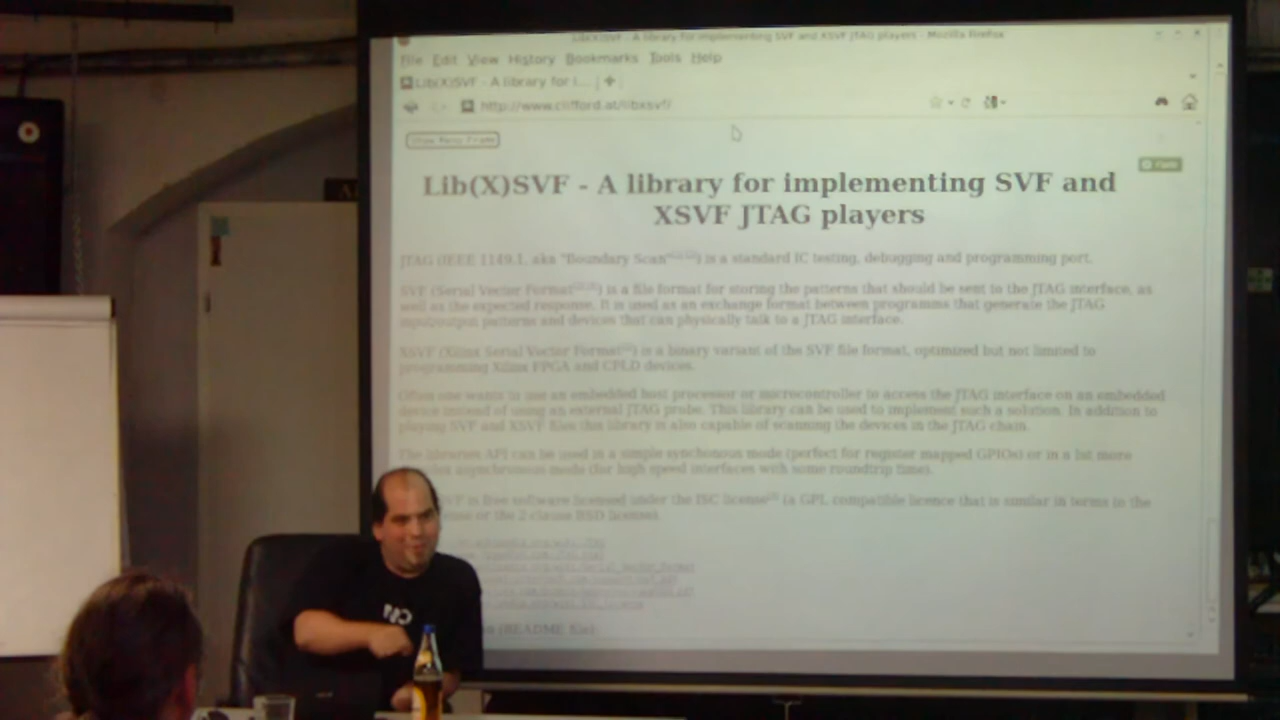 Lib(X)SVF - A library for implementing SVF and XSVF JTAG players - Mozilla Firefox
File Edit View History Bookmarks Tools Help
Lib(X)SVF - A library for i...
http://www.clifford.at/libxsvf/
Lib(X)SVF - A library for implementing SVF and
XSVF JTAG players
JTAG (IEEE 1149.1, aka "Boundary Scan" ) is a standard IC testing, debugging and programming port.
SVF (Serial Vector Format ) is a file format for storing the patterns that should be sent to the JTAG interface, as
well as the expected response. It is used as an exchange format between programms that generate the JTAG
input/output patterns and devices that can physically talk to a JTAG interface.
XSVF (Xilinx Serial Vector Format ) is a binary variant of the SVF file format, optimized but not limited to
programming Xilinx FPGA and CPLD devices.
Often one wants to use an embedded host processor or microcontroller to access the JTAG interface on an embedded
device instead of using an external JTAG probe. This library can be used to implement such a solution. In addition to
playing SVF and XSVF files this library is also capable of scanning the devices in the JTAG chain.
The libraries API can be used in a simple synchonous mode (perfect for register mapped GPIOs) or in a bit more
asynchronous mode (for high speed interfaces with some roundtrip time).
SVF is free software licensed under the ISC license (a GPL compatible licence that is similar in terms to the
or the 2-clause BSD license).
(README file):